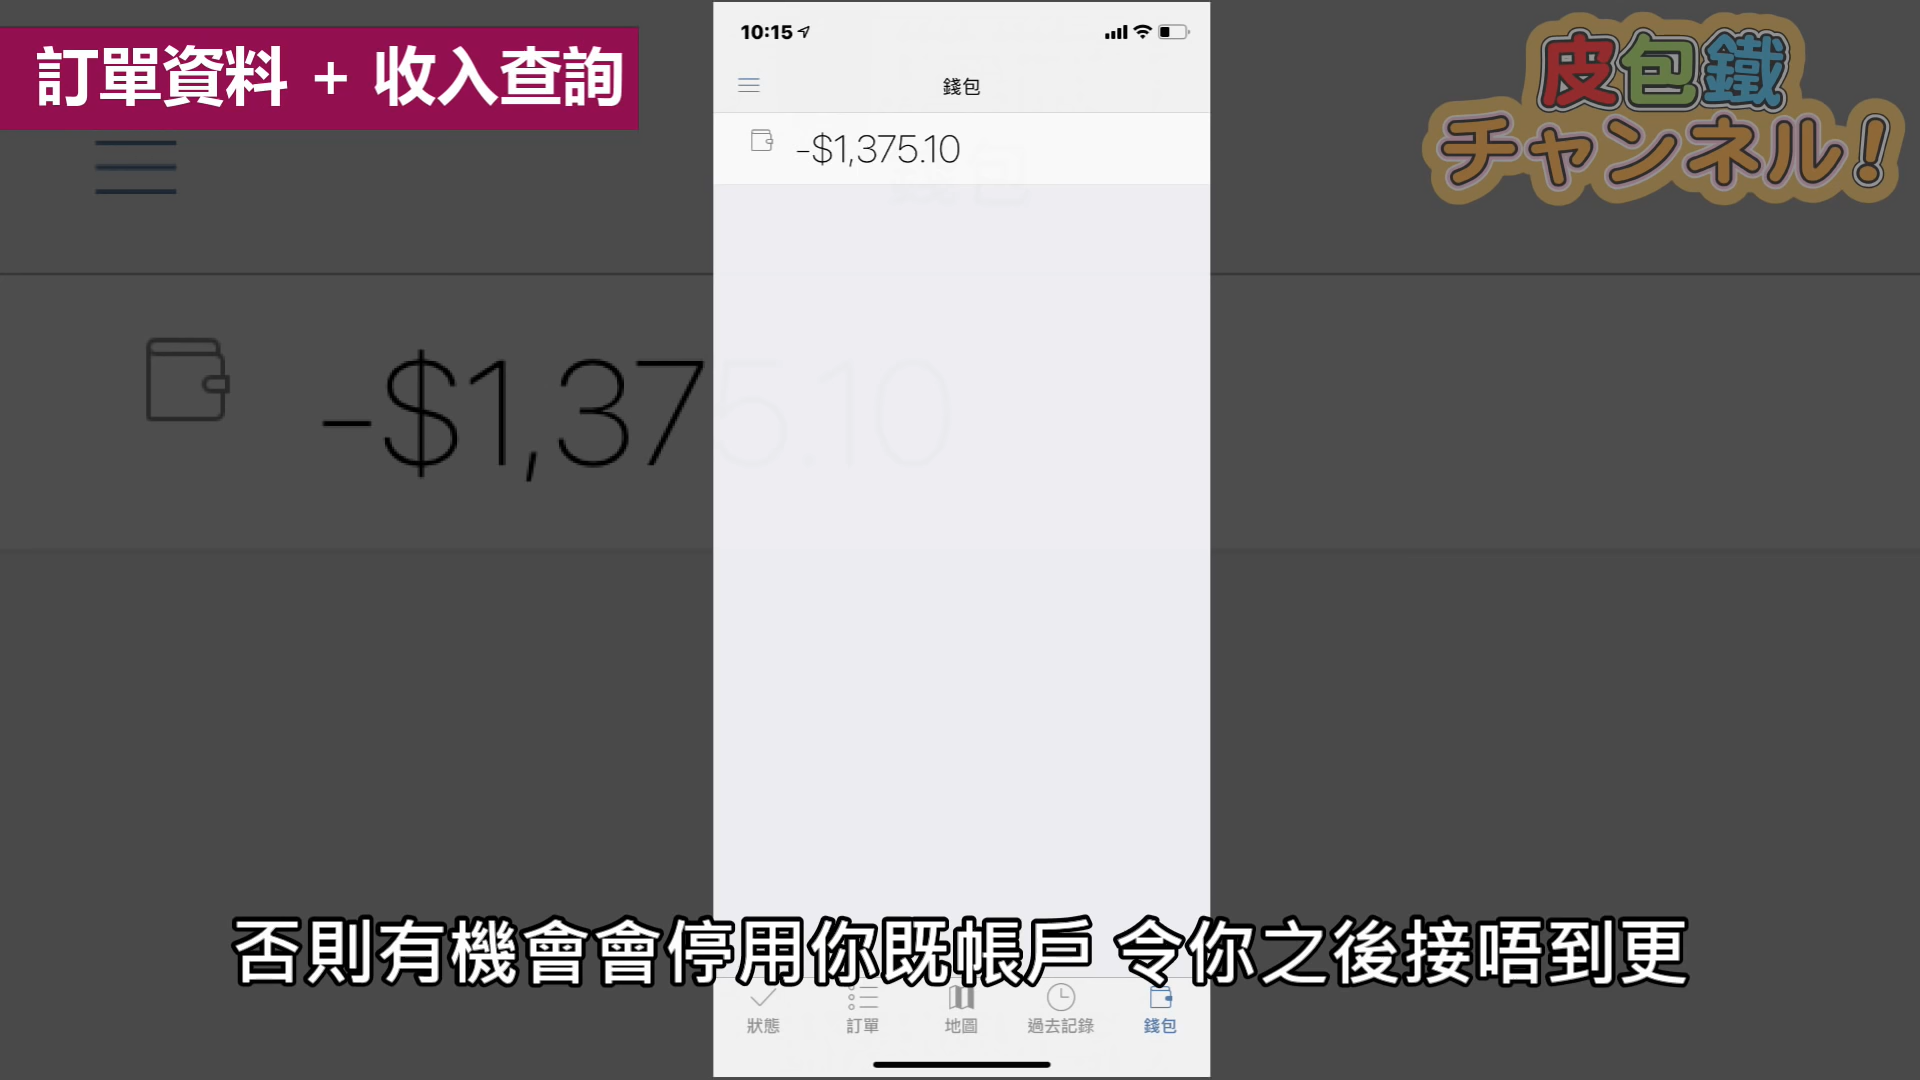 訂單資料 + 收入查詢
10:15
錢包
-$1,375.10
皮包鐵
チャンネル!
-$1,375.10
否則有機會會停用你既帳戶 令你之後接唔到更
狀態
訂單
地圖
過去記錄
錢包